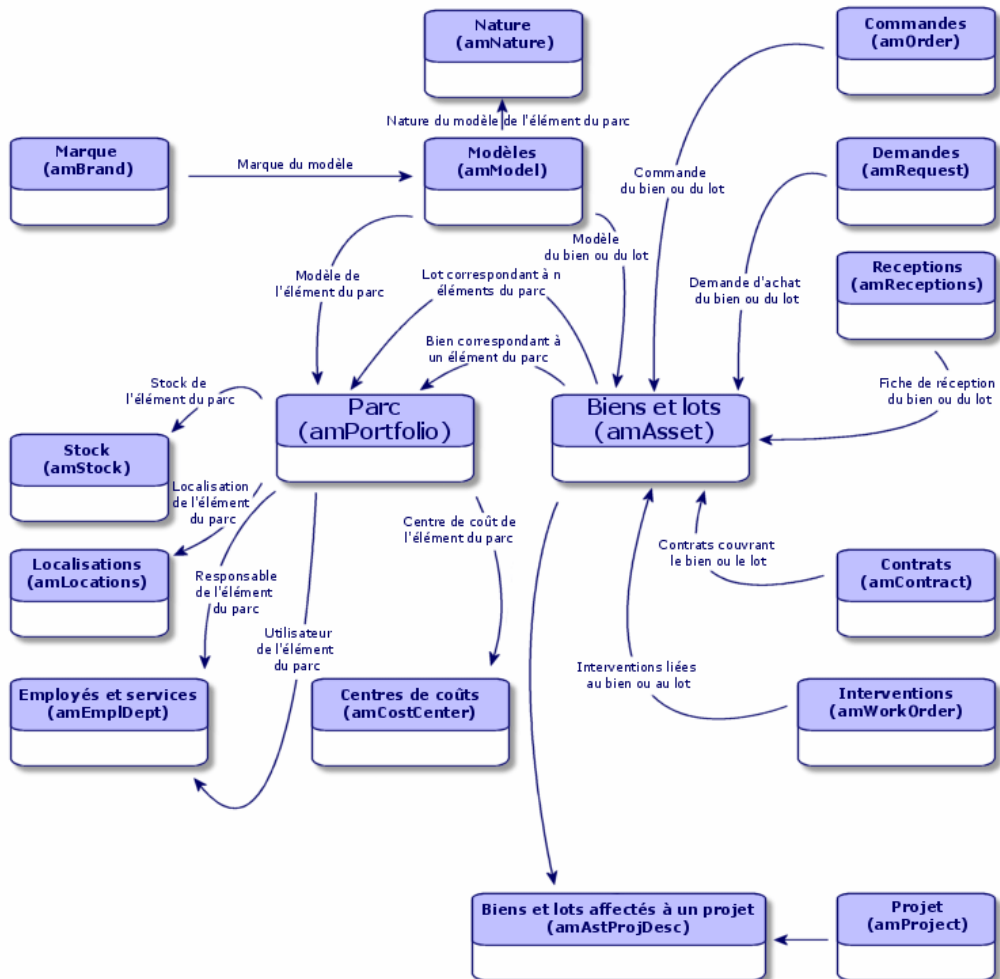 Nature
(amNature)
Commandes
(amOrder)
Nature du modèle de l'élément du parc
Marque
(amBrand)
Marque du modèle
Modèles
(amModel)
Commande
du bien ou du lot
Demandes
(amRequest)
Modèle de
l'élément du parc
Lot correspondant à n
éléments du parc
Modèle
du bien ou du lot
Demande d'achat
du bien ou du lot
Receptions
(amReceptions)
Bien correspondant à
un élément du parc
Stock de
l'élément du parc
Parc
(amPortfolio)
Biens et lots
(amAsset)
Fiche de réception
du bien ou du lot
Stock
(amStock)
Localisation
de l'élément
du parc
Centre de coût de
l'élément du parc
Contrats couvrant
le bien ou le lot
Localisations
(amLocations)
Responsable
de l'élément
du parc
Contrats
(amContract)
Utilisateur
de l'élément
du parc
Interventions liées
au bien ou au lot
Employés et services
(amEmplDept)
Centres de coûts
(amCostCenter)
Interventions
(amWorkOrder)
Biens et lots affectés à un projet
(amAstProjDesc)
Projet
(amProject)